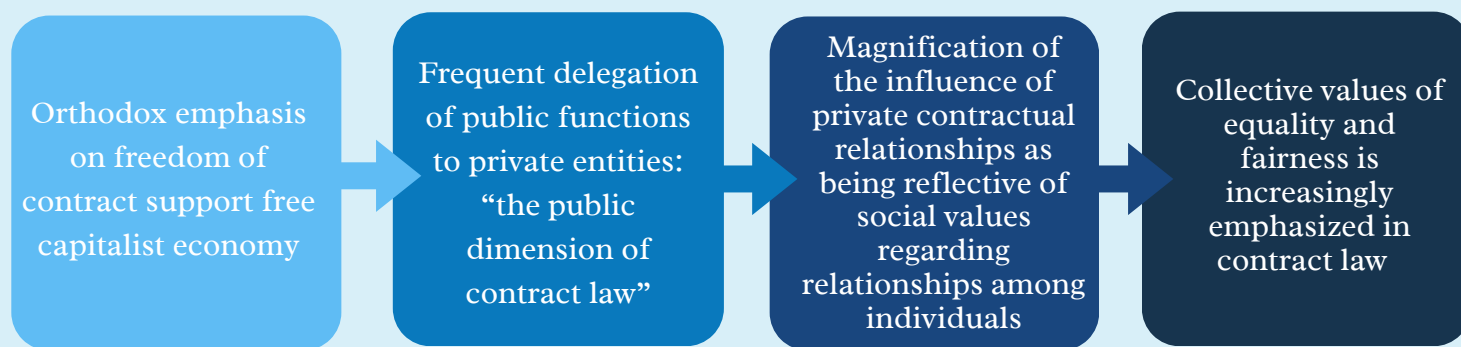 Orthodox emphasis
on freedom of
contract support free
capitalist economy
Frequent delegation
of public functions
to private entities:
“the public
dimension of
contract law”
Magnification of
the influence of
private contractual
relationships as
being reflective of
social values
regarding
relationships among
individuals
Collective values of
equality and
fairness is
increasingly
emphasized in
contract law